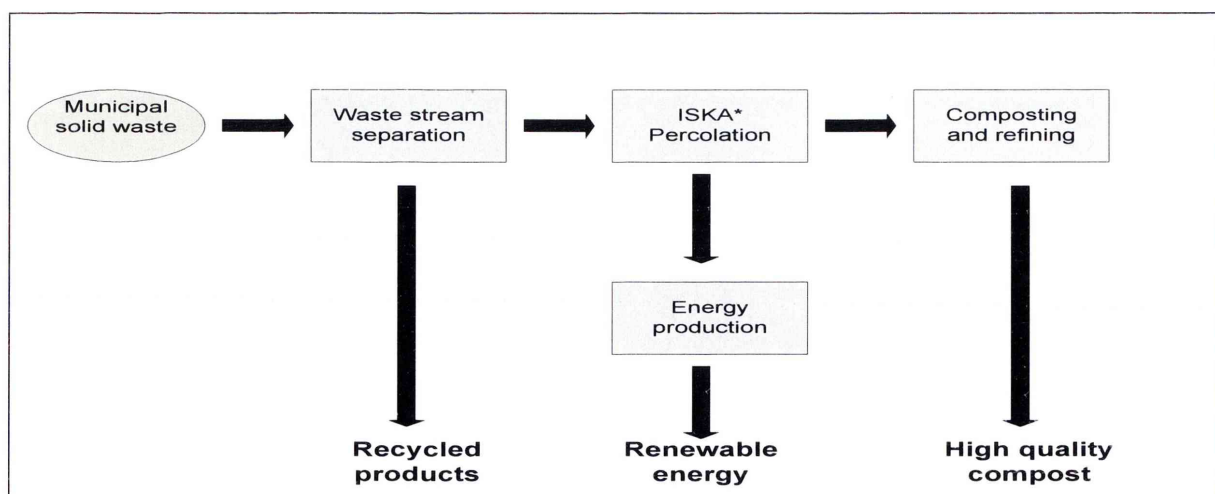 Municipal
solid waste
Waste stream
separation
ISKA*
Percolation
Composting
and refining
Energy
production
Recycled
products
Renewable
energy
High quality
compost